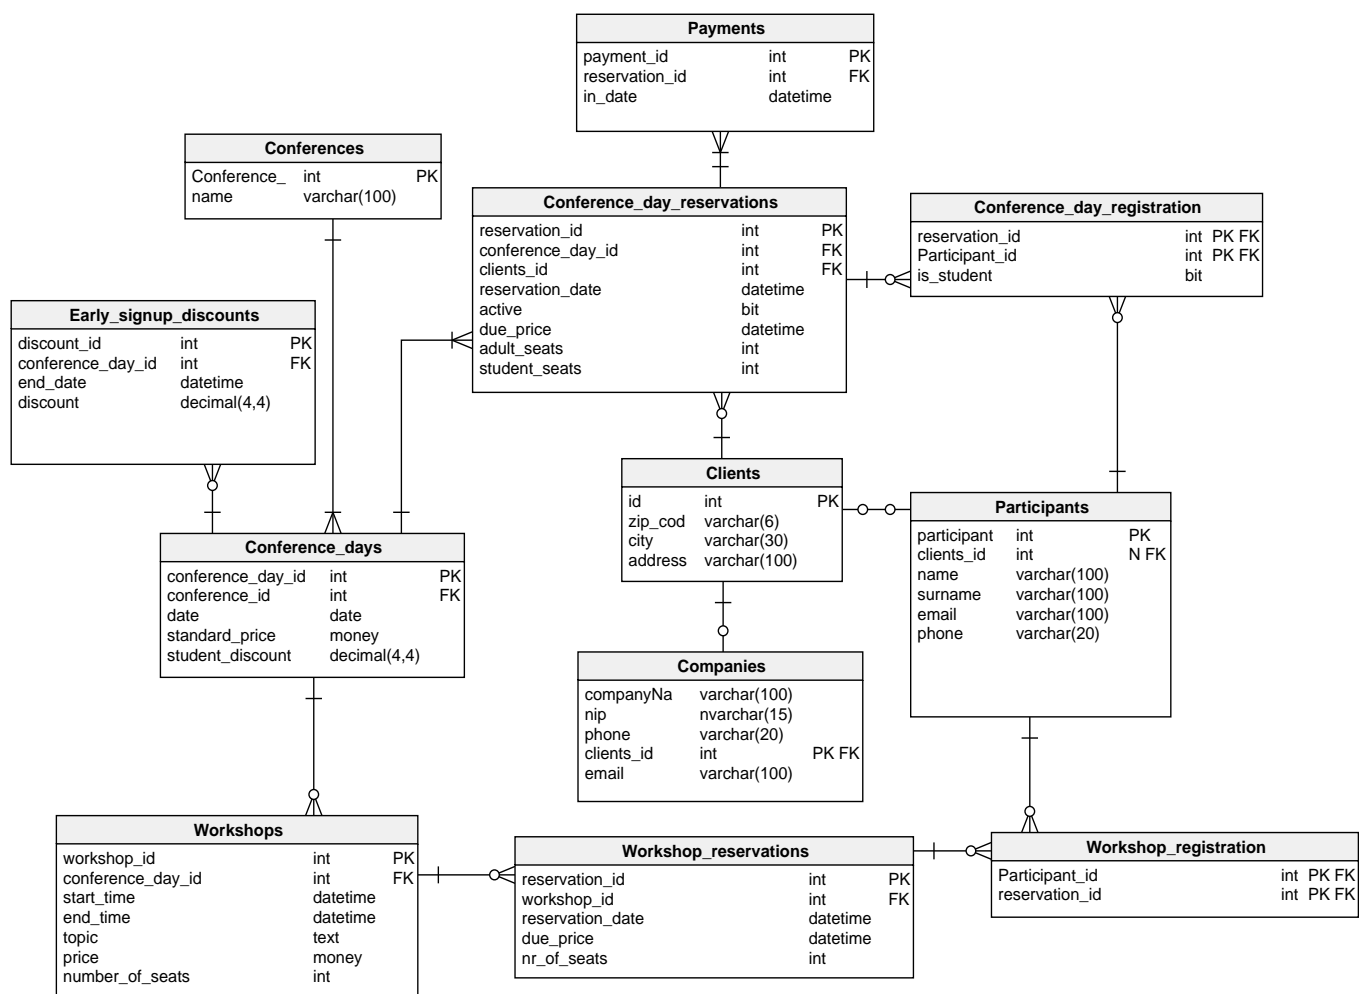 Payments
payment_id int PK
reservation_id int FK
in_date datetime
Conferences
Conference_ int PK
name varchar(100)
Conference_day_reservations
reservation_id int PK
conference_day_id int FK
clients_id int FK
reservation_date datetime
active bit
due_price datetime
adult_seats int
student_seats int
Conference_day_registration
reservation_id int PK FK
Participant_id int PK FK
is_student bit
Early_signup_discounts
discount_id int PK
conference_day_id int FK
end_date datetime
discount decimal(4,4)
Clients
id int PK
zip_cod varchar(6)
city varchar(30)
address varchar(100)
Participants
participant int PK
clients_id int N FK
name varchar(100)
surname varchar(100)
email varchar(100)
phone varchar(20)
Conference_days
conference_day_id int PK
conference_id int FK
date date
standard_price money
student_discount decimal(4,4)
Companies
companyNa varchar(100)
nip nvarchar(15)
phone varchar(20)
clients_id int PK FK
email varchar(100)
Workshops
workshop_id int PK
conference_day_id int FK
start_time datetime
end_time datetime
topic text
price money
number_of_seats int
Workshop_reservations
reservation_id int PK
workshop_id int FK
reservation_date datetime
due_price datetime
nr_of_seats int
Workshop_registration
Participant_id int PK FK
reservation_id int PK FK